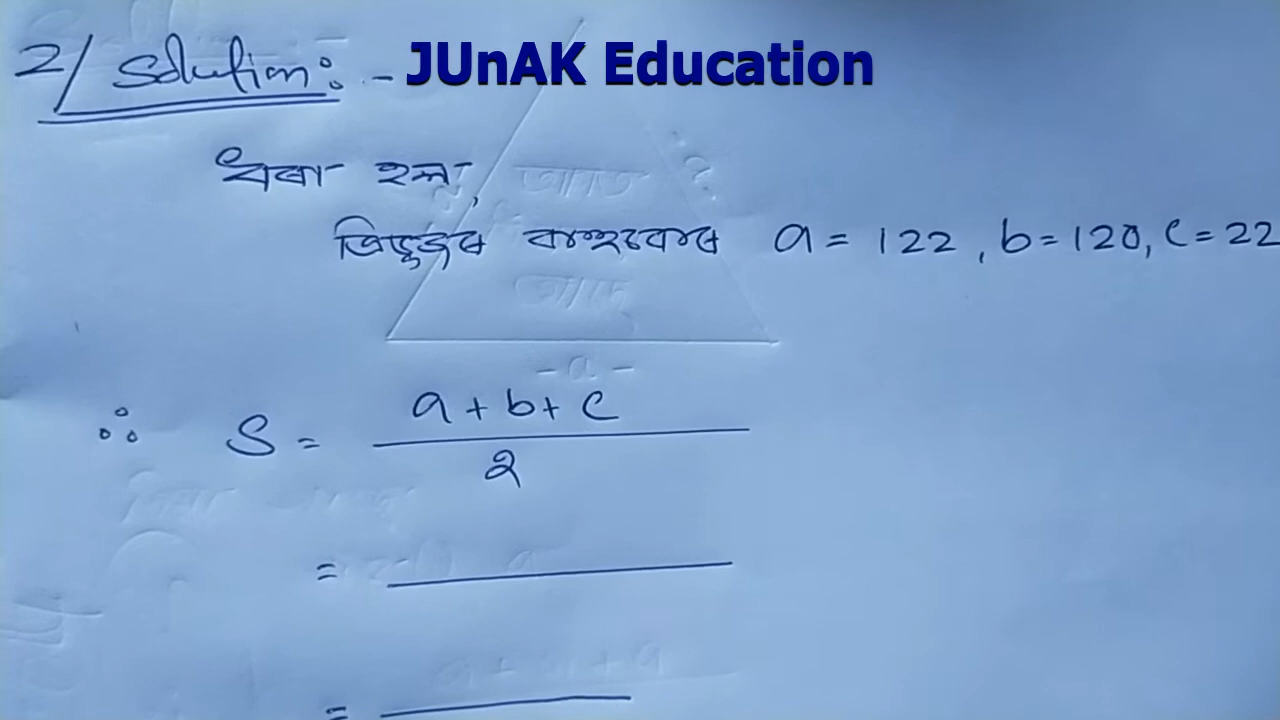 2/ Solution: - JUnAK Education
ধৰা হল,
ত্ৰিভুজৰ বাহুবোৰ a = 122, b = 120, c = 22
∴ S = a + b + c
2
=
=